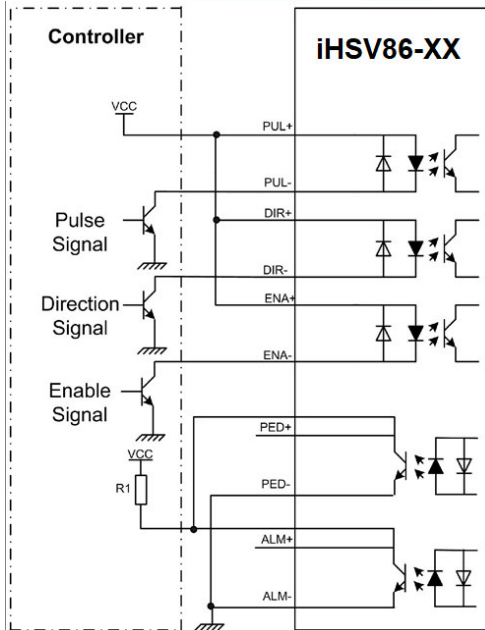 Controller
iHSV86-XX
VCC
PUL+
PUL-
Pulse
Signal
DIR+
DIR-
Direction
Signal
ENA+
ENA-
Enable
Signal
PED+
VCC
R1
PED-
ALM+
ALM-